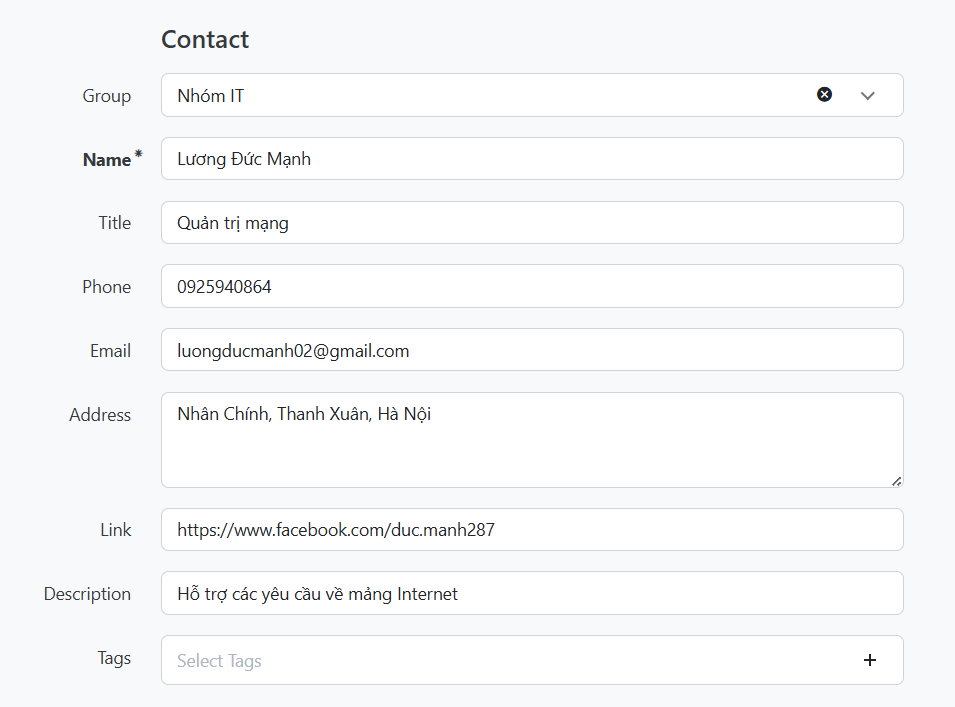 Contact
Group Nhóm IT
Name * Lương Đức Mạnh
Title Quản trị mạng
Phone 0925940864
Email luongducmanh02@gmail.com
Address Nhân Chính, Thanh Xuân, Hà Nội
Link https://www.facebook.com/duc.manh287
Description Hỗ trợ các yêu cầu về mảng Internet
Tags Select Tags